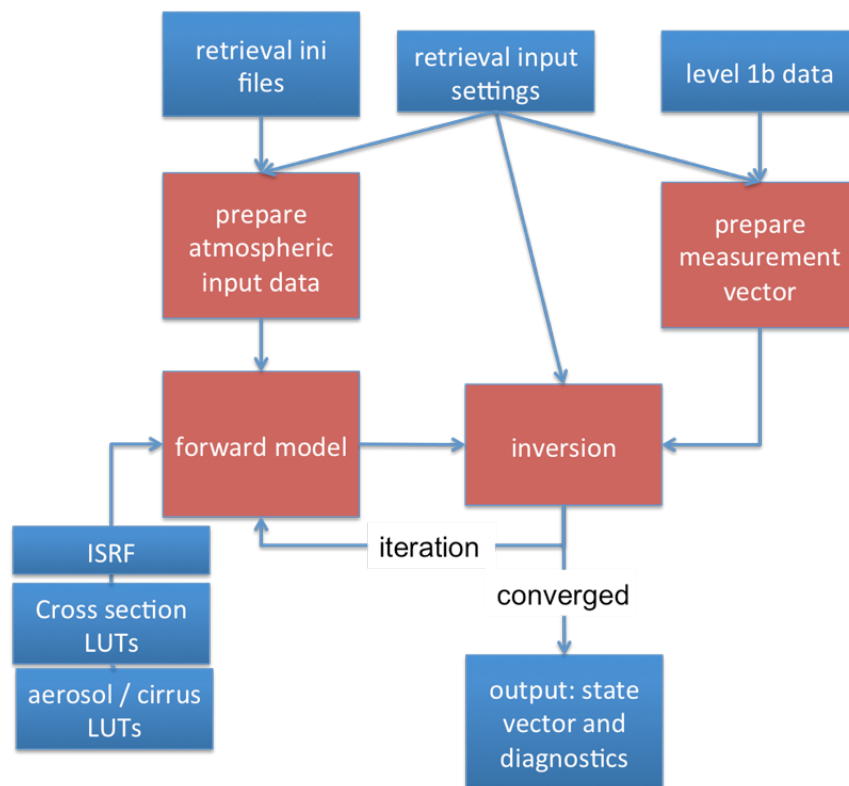 retrieval ini
files
retrieval input
settings
level 1b data
prepare
atmospheric
input data
prepare
measurement
vector
forward model
inversion
iteration
converged
ISRF
Cross section
LUTs
aerosol / cirrus
LUTs
output: state
vector and
diagnostics